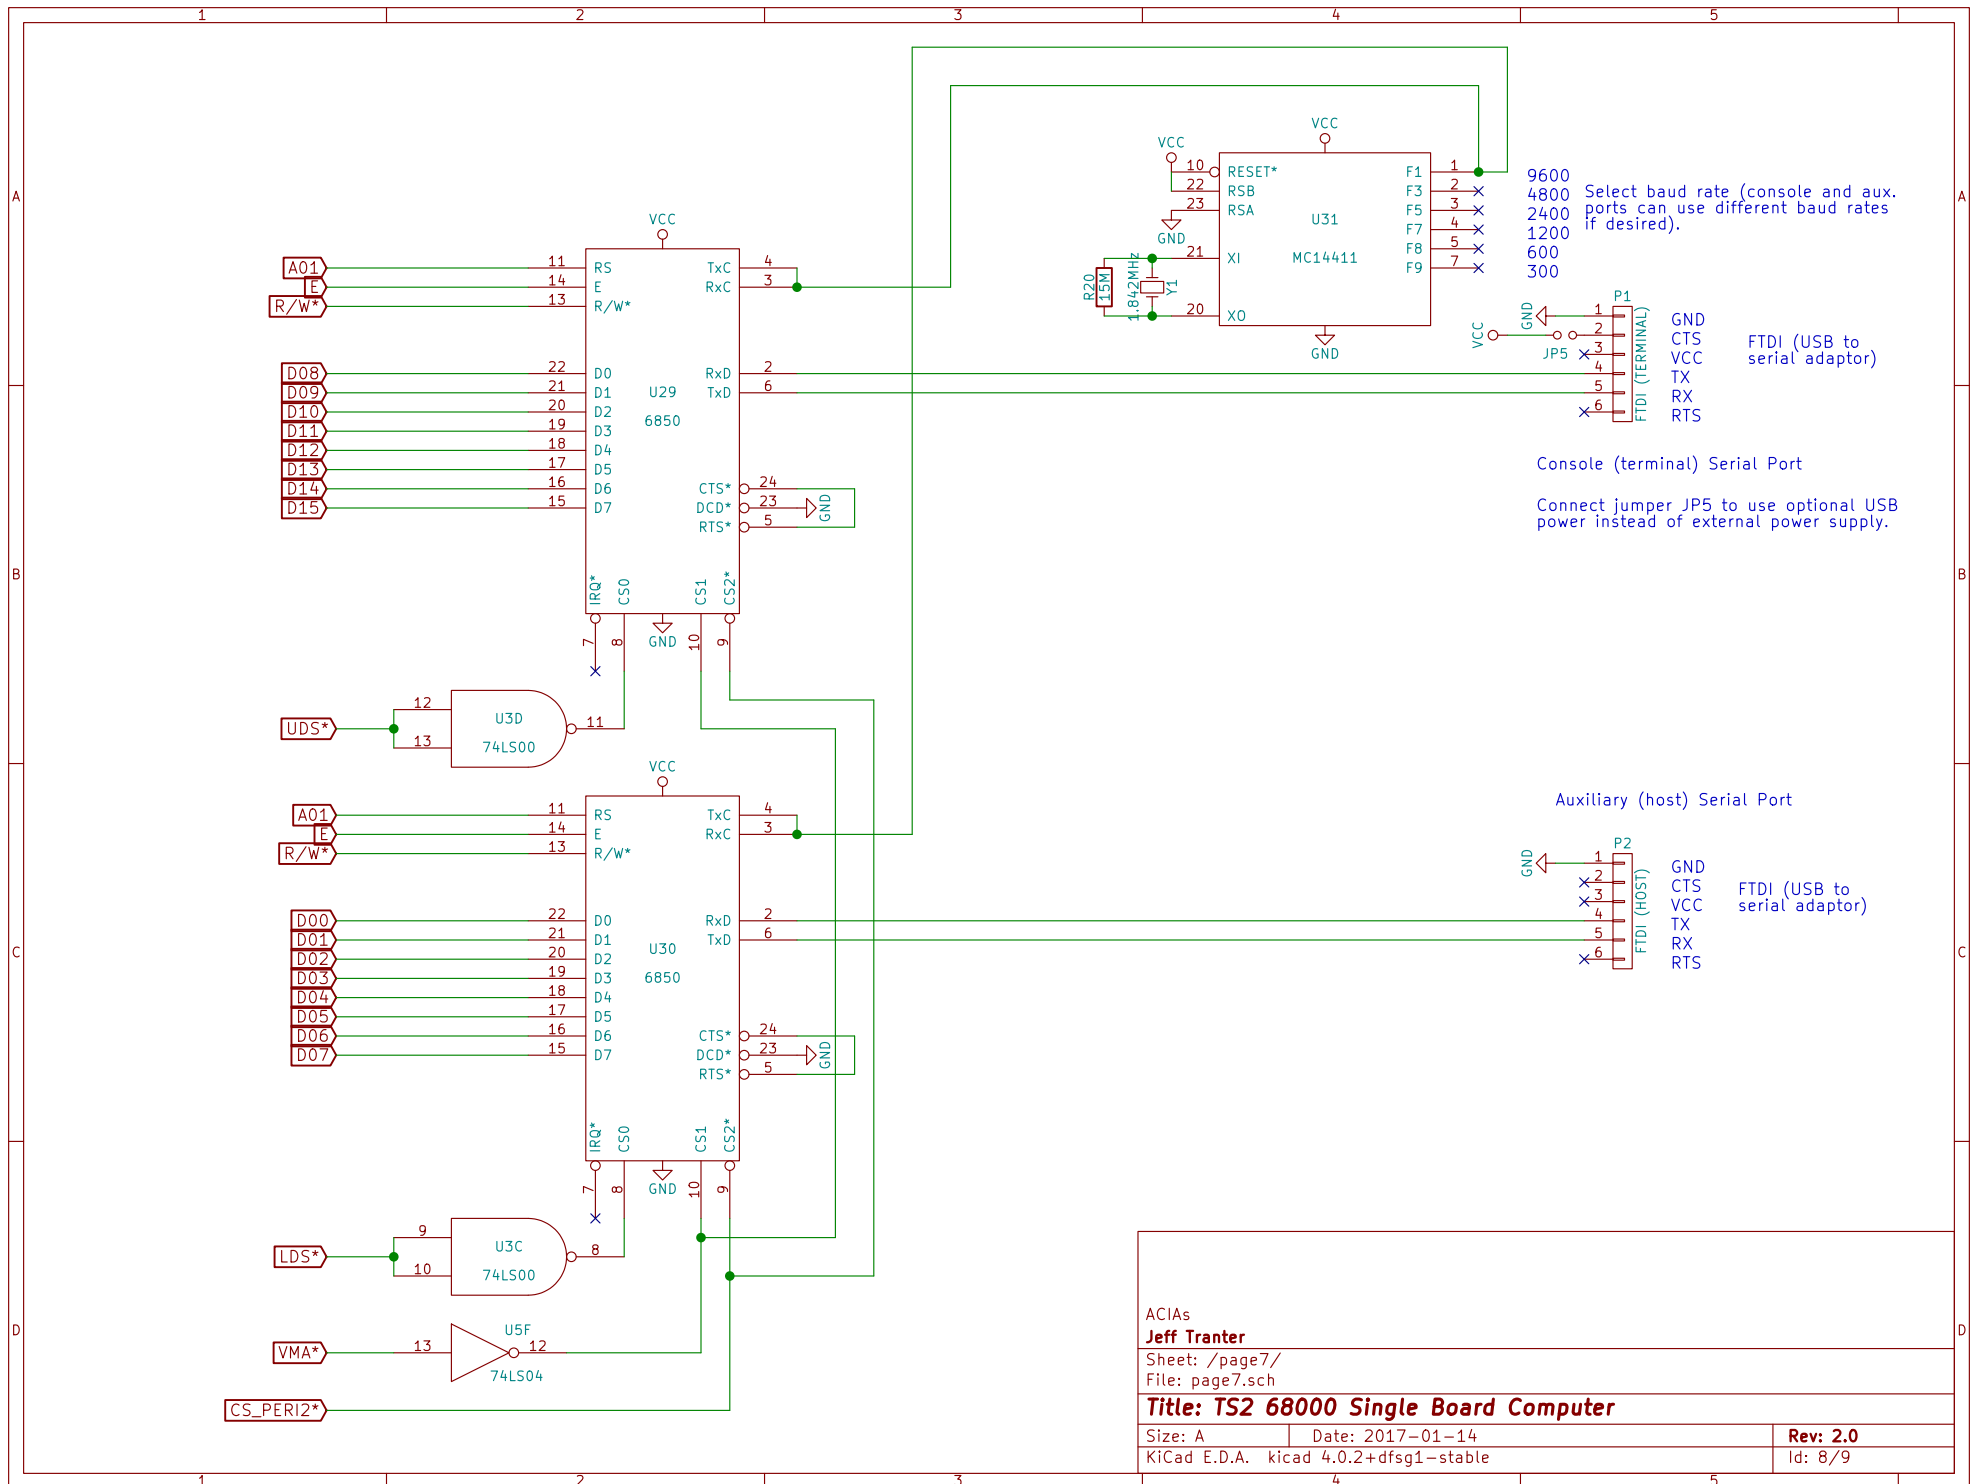 1 2 3 4 5
A
B
C
D
A
B
C
D
1 2 3 4 5
VCC
A01 11 RS
E 14 E
R/W* 13 R/W*
TxC 4
RxC 3
D08 22 D0
D09 21 D1
D10 20 D2
D11 19 D3
D12 18 D4
D13 17 D5
D14 16 D6
D15 15 D7
U29
6850
RxD 2
TxD 6
CTS* 24
DCD* 23 GND
RTS* 5
IRQ* CS0 CS1 CS2*
7 8 GND 10 9
UDS* 12 13
U3D
74LS00
11
VCC
A01 11 RS
E 14 E
R/W* 13 R/W*
TxC 4
RxC 3
D00 22 D0
D01 21 D1
D02 20 D2
D03 19 D3
D04 18 D4
D05 17 D5
D06 16 D6
D07 15 D7
U30
6850
RxD 2
TxD 6
CTS* 24
DCD* 23 GND
RTS* 5
IRQ* CS0 CS1 CS2*
7 8 GND 10 9
LDS* 9 10
U3C
74LS00
8
U5F
VMA* 13 12
74LS04
CS_PERI2*
VCC
VCC
10 RESET*
22 RSB
23 RSA
GND
21 XI
20 XO
U31
MC14411
F1 1
F3 2
F5 3
F7 4
F8 5
F9 7
GND
R20
15M
1.842MHz
Y1
9600
4800
2400
1200
600
300
Select baud rate (console and aux.
ports can use different baud rates
if desired).
P1
GND 1 GND
VCC JP5 2 CTS
3 VCC
4 TX
5 RX
6 RTS
FTDI (TERMINAL)
FTDI (USB to
serial adaptor)
Console (terminal) Serial Port
Connect jumper JP5 to use optional USB
power instead of external power supply.
Auxiliary (host) Serial Port
P2
GND 1 GND
2 CTS
3 VCC
4 TX
5 RX
6 RTS
FTDI (HOST)
FTDI (USB to
serial adaptor)
ACIAs
Jeff Tranter
Sheet: /page7/
File: page7.sch
Title: TS2 68000 Single Board Computer
Size: A Date: 2017-01-14 Rev: 2.0
KiCad E.D.A. kicad 4.0.2+dfsg1-stable Id: 8/9